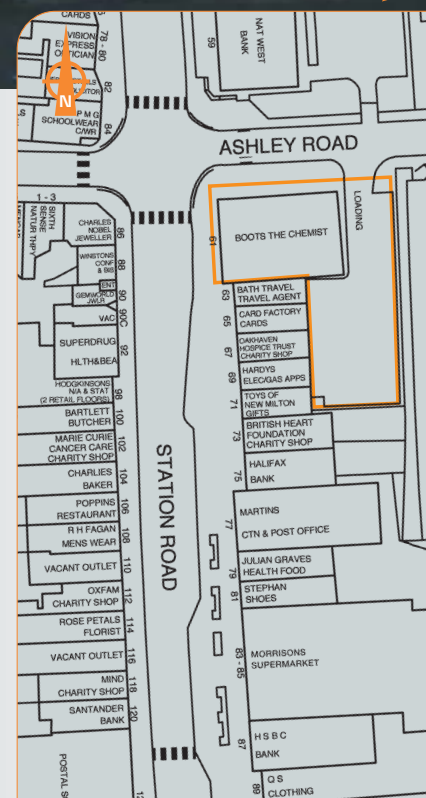 CARDS
78 - 80
VISION
EXPRESS
OPTICIAN
82
N
P M G
SCHOOLWEAR
C/WR
84
59
NAT WEST
BANK
ASHLEY ROAD
LOADING
61
BOOTS THE CHEMIST
1 - 3
SIXTH
SENSE
NATUR THPY
CHARLES
NOBEL
JEWELLER
86
WINSTONS
CONF
& BIS
88
ENT
GEMWORLD
JWLR
90
VAC
90C
SUPERDRUG
HLTH&BEA
92
HODGKINSONS
N/A & STAT
(2 RETAIL FLOORS)
98
BARTLETT
BUTCHER
100
MARIE CURIE
CANCER CARE
CHARITY SHOP
102
CHARLIES
BAKER
104
POPPINS
RESTAURANT
106
R H FAGAN
MENS WEAR
108
VACANT OUTLET
110
OXFAM
CHARITY SHOP
112
ROSE PETALS
FLORIST
114
VACANT OUTLET
116
MIND
CHARITY SHOP
118
SANTANDER
BANK
120
STATION ROAD
63
BATH TRAVEL
TRAVEL AGENT
65
CARD FACTORY
CARDS
67
OAKHAVEN
HOSPICE TRUST
CHARITY SHOP
69
HARDYS
ELEC/GAS APPS
71
TOYS OF
NEW MILTON
GIFTS
73
BRITISH HEART
FOUNDATION
CHARITY SHOP
75
HALIFAX
BANK
77
MARTINS
CTN & POST OFFICE
79
JULIAN GRAVES
HEALTH FOOD
81
STEPHAN
SHOES
83 - 85
MORRISONS
SUPERMARKET
87
H S B C
BANK
89
Q S
CLOTHING
POSTAL